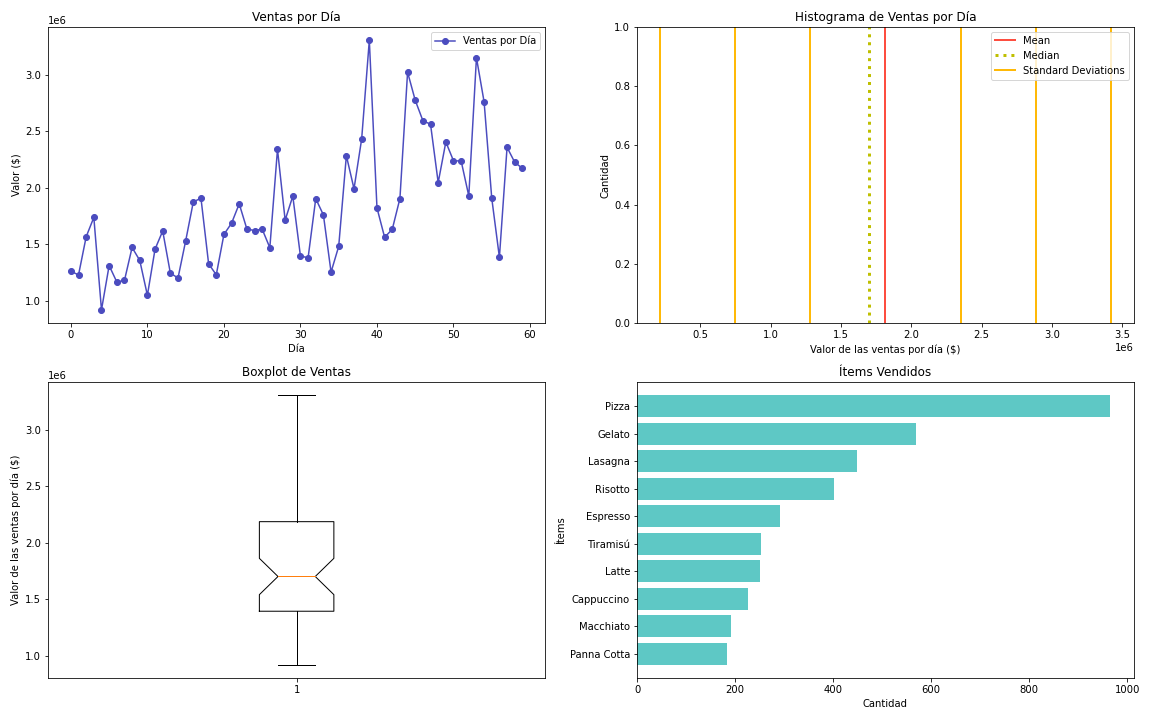 Ventas por Día
1e6
Ventas por Día
3.0
2.5
2.0
1.5
1.0
Valor ($)
0 10 20 30 40 50 60
Día
Histograma de Ventas por Día
Mean
Median
Standard Deviations
1.0
0.8
0.6
0.4
0.2
0.0
Cantidad
0.5 1.0 1.5 2.0 2.5 3.0 3.5
1e6
Valor de las ventas por día ($)
Boxplot de Ventas
1e6
3.0
2.5
2.0
1.5
1.0
Valor de las ventas por día ($)
1
Ítems Vendidos
Pizza
Gelato
Lasagna
Risotto
Espresso
Tiramisú
Latte
Cappuccino
Macchiato
Panna Cotta
Ítems
0 200 400 600 800 1000
Cantidad